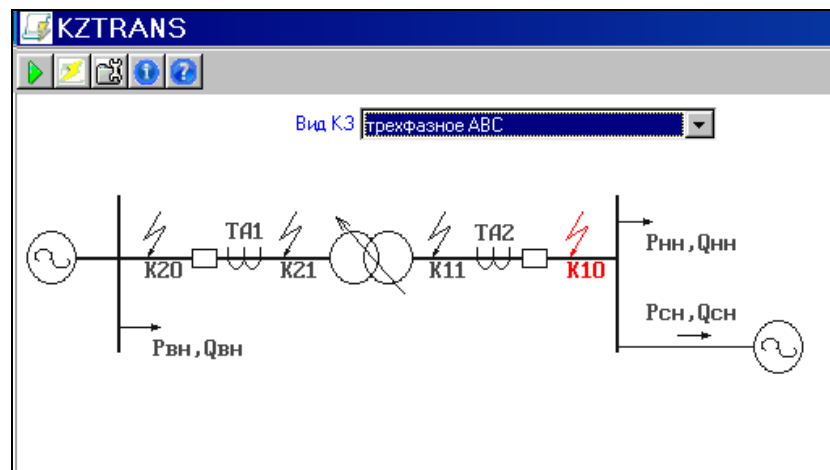 KZTRANS
Вид КЗ трехфазное АВС
ТА1 ТА2
К20 К21 К11 К10
Рнн,Qнн
Рсн,Qсн
Рвн,Qвн